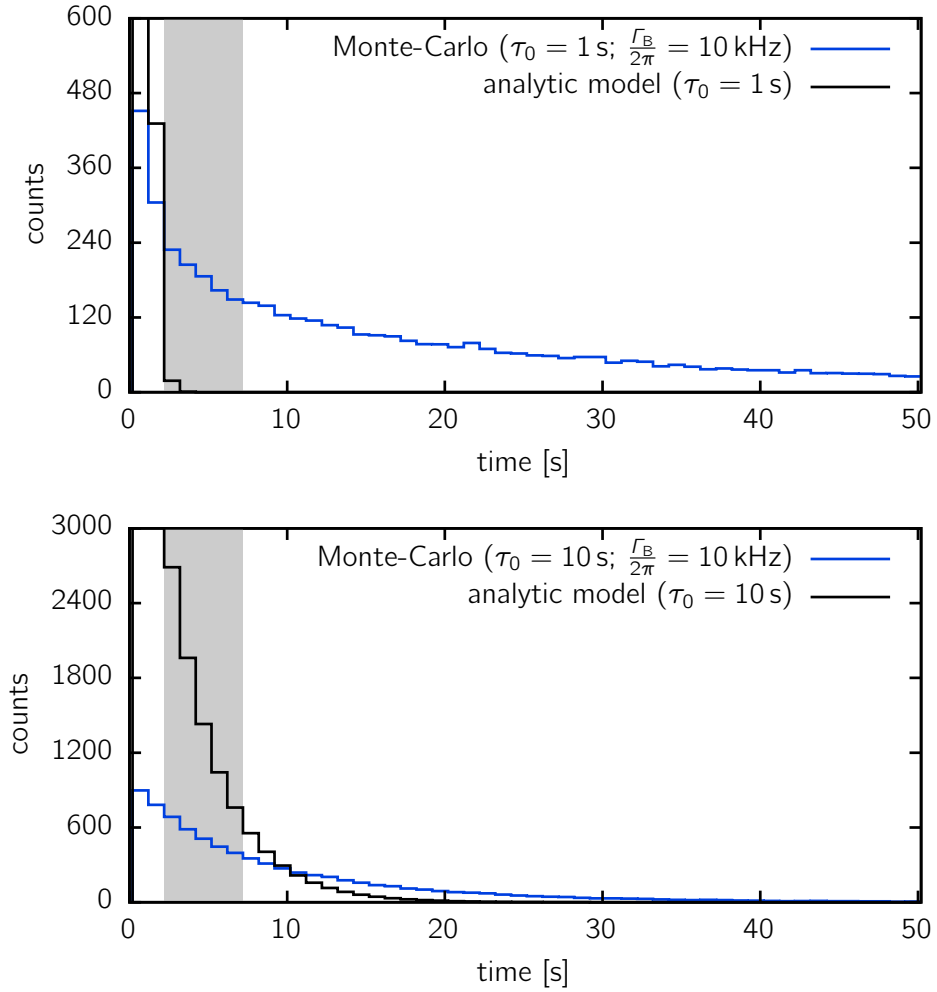 600
480
360
240
120
0
counts
Monte-Carlo (τ₀ = 1 s; Γ_B/2π = 10 kHz)
analytic model (τ₀ = 1 s)
0 10 20 30 40 50
time [s]
3000
2400
1800
1200
600
0
counts
Monte-Carlo (τ₀ = 10 s; Γ_B/2π = 10 kHz)
analytic model (τ₀ = 10 s)
0 10 20 30 40 50
time [s]